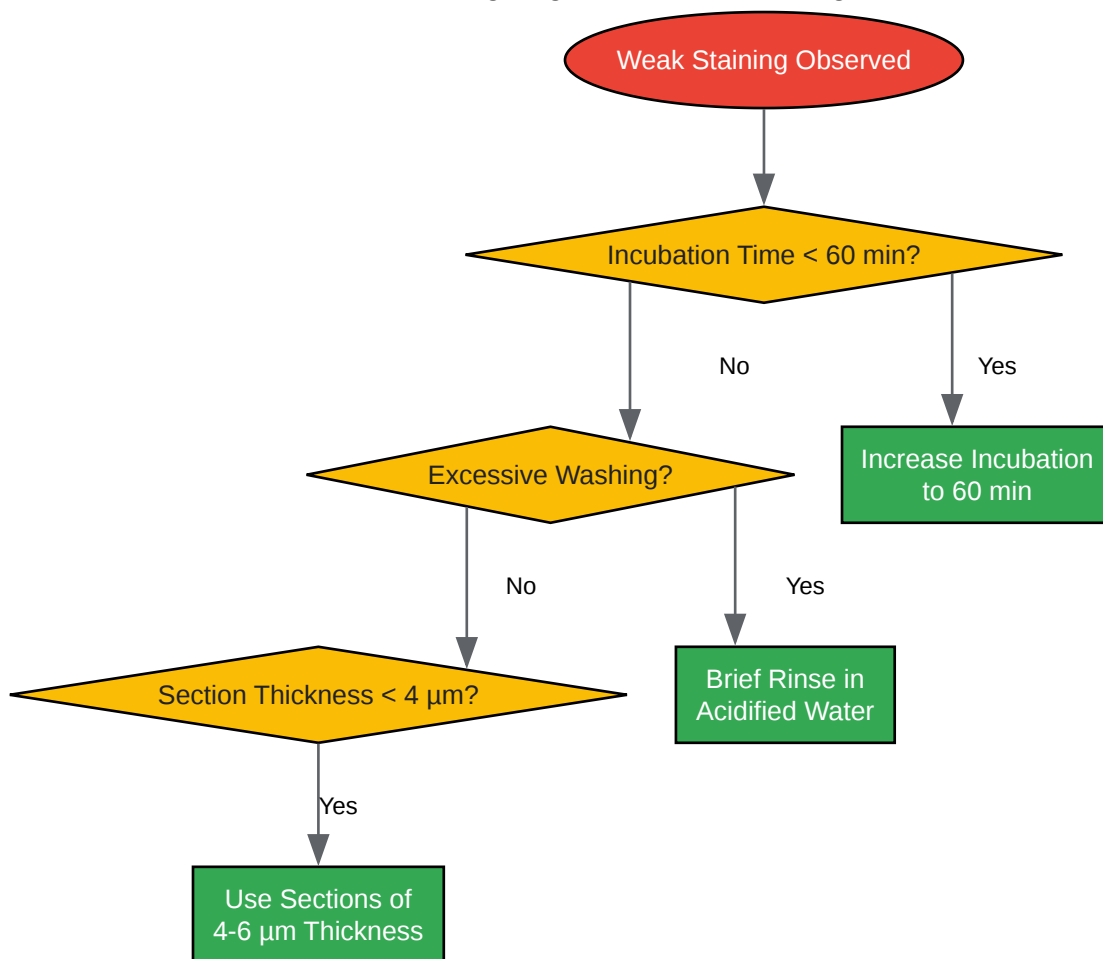 Weak Staining Observed
Incubation Time < 60 min?
No
Yes
Excessive Washing?
Increase Incubation
to 60 min
No
Yes
Section Thickness < 4 µm?
Brief Rinse in
Acidified Water
Yes
Use Sections of
4-6 µm Thickness